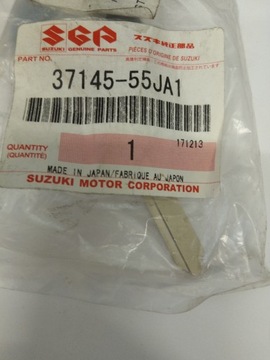 SGP
スズキ純正部品
SUZUKI GENUINE PARTS
PIÈCES D'ORIGINE DE SUZUKI
PART NO.
37145-55JA1
QUANTITY
(QUANTITÉ)
1
171213
MADE IN JAPAN/FABRIQUÉ AU JAPON
SUZUKI MOTOR CORPORATION